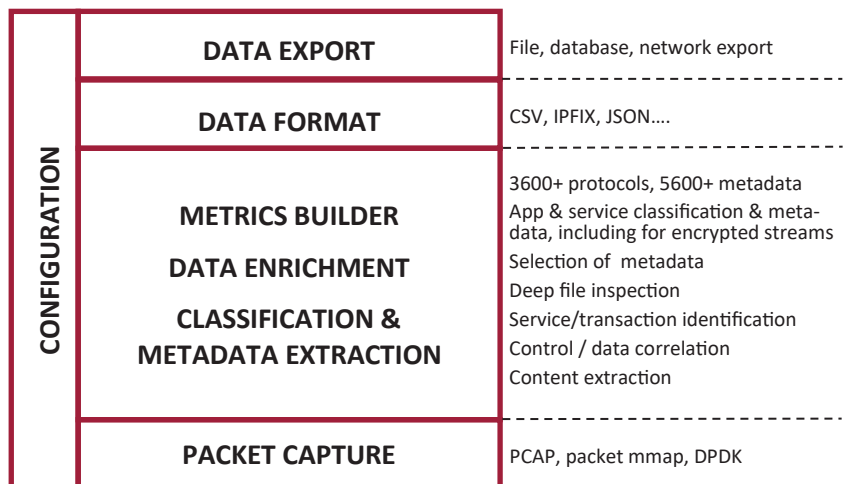 CONFIGURATION
DATA EXPORT
File, database, network export
DATA FORMAT
CSV, IPFIX, JSON....
METRICS BUILDER
DATA ENRICHMENT
CLASSIFICATION &
METADATA EXTRACTION
3600+ protocols, 5600+ metadata
App & service classification & meta-
data, including for encrypted streams
Selection of metadata
Deep file inspection
Service/transaction identification
Control / data correlation
Content extraction
PACKET CAPTURE
PCAP, packet mmap, DPDK